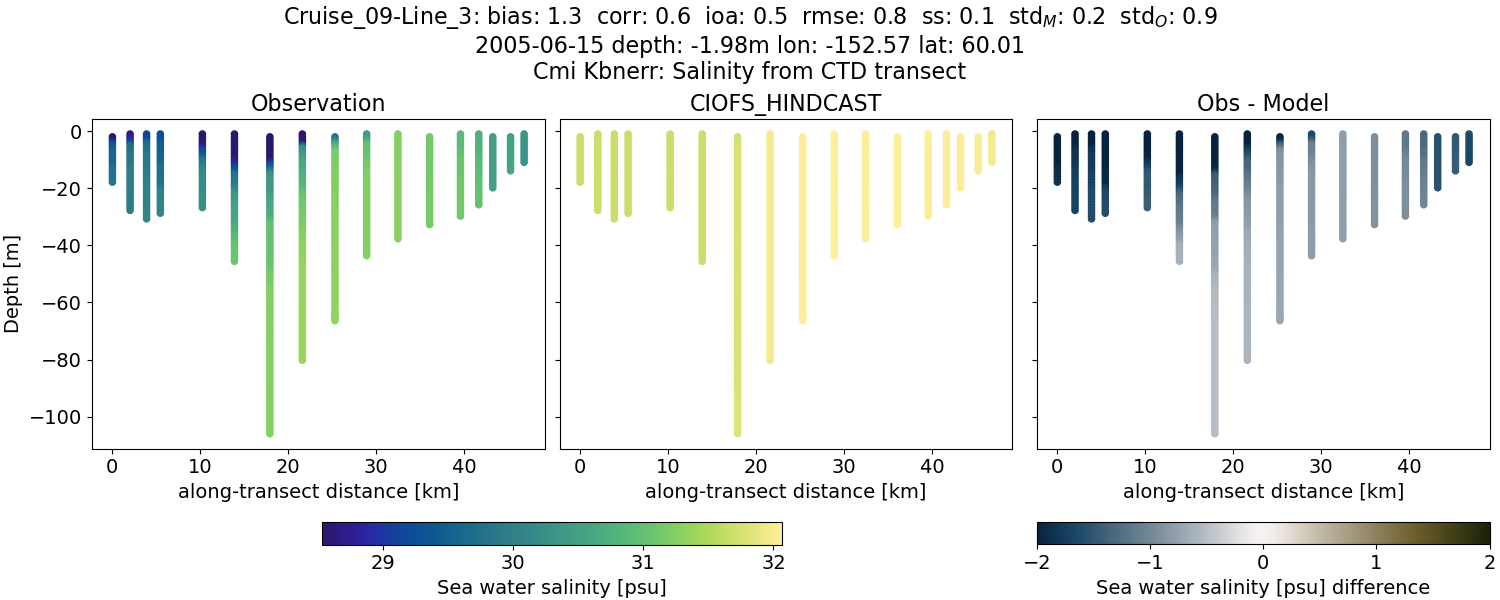 Cruise_09-Line_3: bias: 1.3 corr: 0.6 ioa: 0.5 rmse: 0.8 ss: 0.1 std_M: 0.2 std_O: 0.9
2005-06-15 depth: -1.98m lon: -152.57 lat: 60.01
Cmi Kbnerr: Salinity from CTD transect
Observation
CIOFS_HINDCAST
Obs - Model
Depth [m]
0
−20
−40
−60
−80
−100
0 10 20 30 40
0 10 20 30 40
0 10 20 30 40
along-transect distance [km]
along-transect distance [km]
along-transect distance [km]
29 30 31 32
Sea water salinity [psu]
−2 −1 0 1 2
Sea water salinity [psu] difference